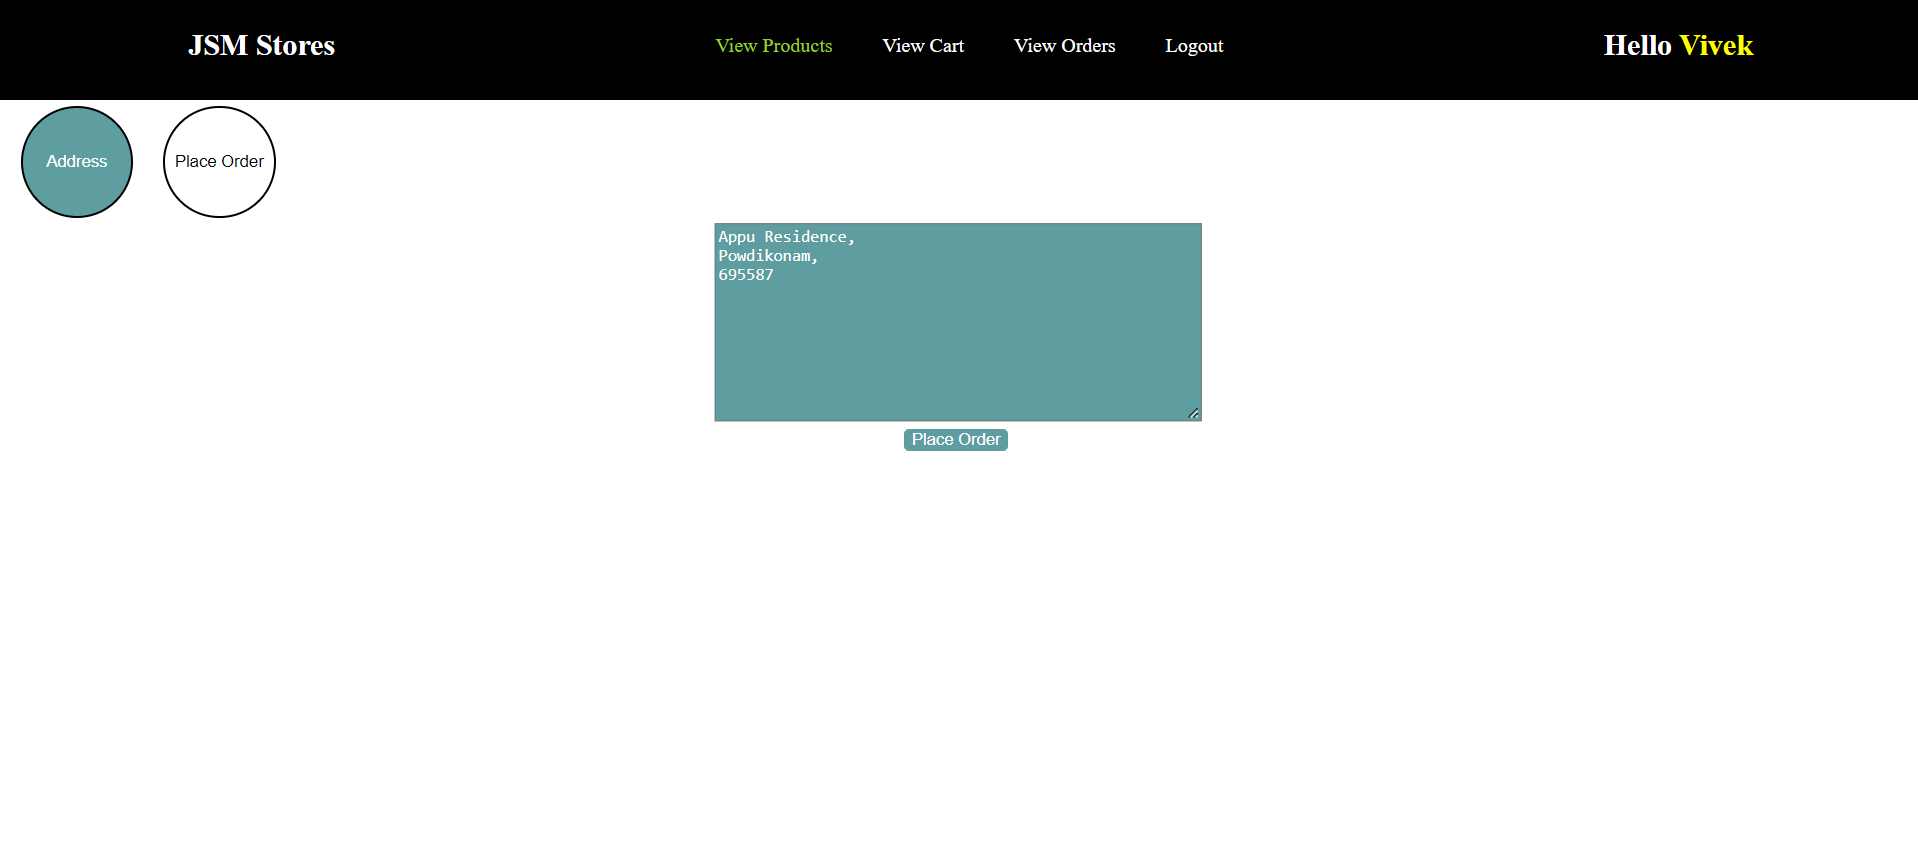 JSM Stores
View Products View Cart View Orders Logout
Hello Vivek
Address
Place Order
Appu Residence,
Powdikonam,
695587
Place Order